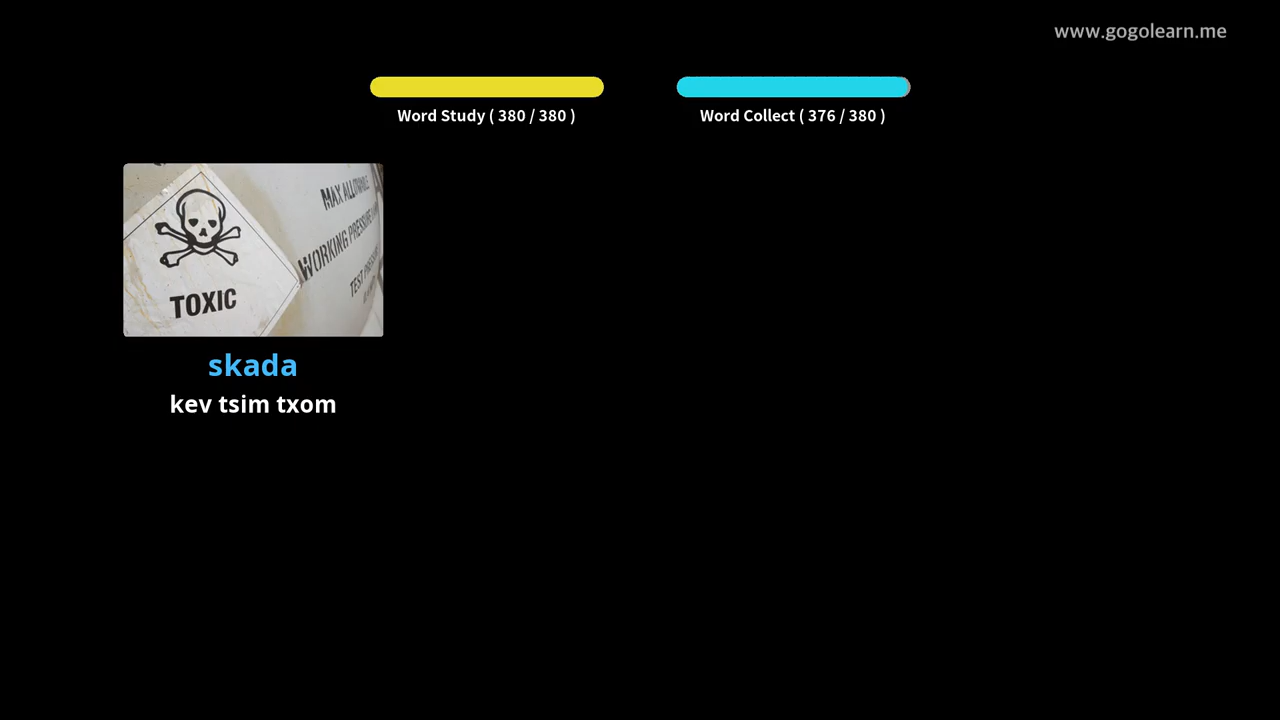 www.gogolearn.me
Word Study ( 380 / 380 )
Word Collect ( 376 / 380 )
MAX ALLOWABLE
WORKING PRESSURE
TEST
TOXIC
skada
kev tsim txom